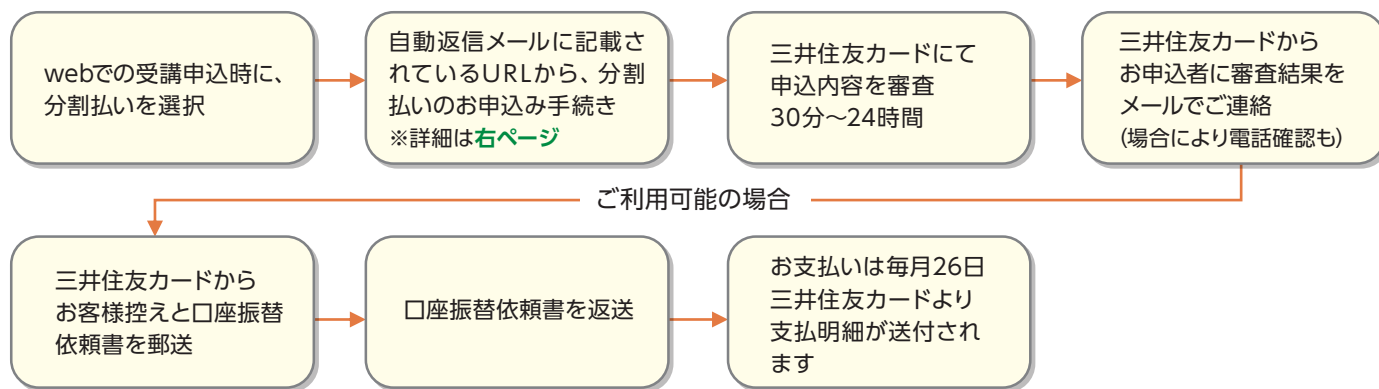 webでの受講申込時に、
分割払いを選択
自動返信メールに記載さ
れているURLから、分割
払いのお申込み手続き
※詳細は右ページ
三井住友カードにて
申込内容を審査
30分〜24時間
三井住友カードから
お申込者に審査結果を
メールでご連絡
(場合により電話確認も)
ご利用可能の場合
三井住友カードから
お客様控えと口座振替
依頼書を郵送
口座振替依頼書を返送
お支払いは毎月26日
三井住友カードより
支払明細が送付され
ます